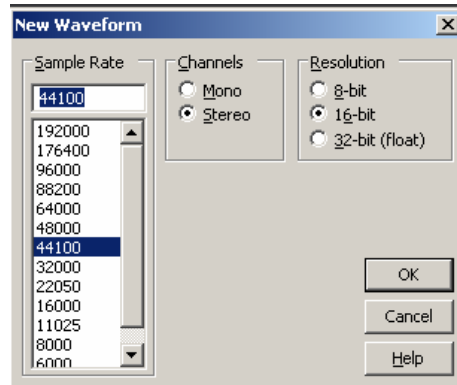 New Waveform
Sample Rate
44100
192000
176400
96000
88200
64000
48000
44100
32000
22050
16000
11025
8000
6000
Channels
Mono
Stereo
Resolution
8-bit
16-bit
32-bit (float)
OK
Cancel
Help